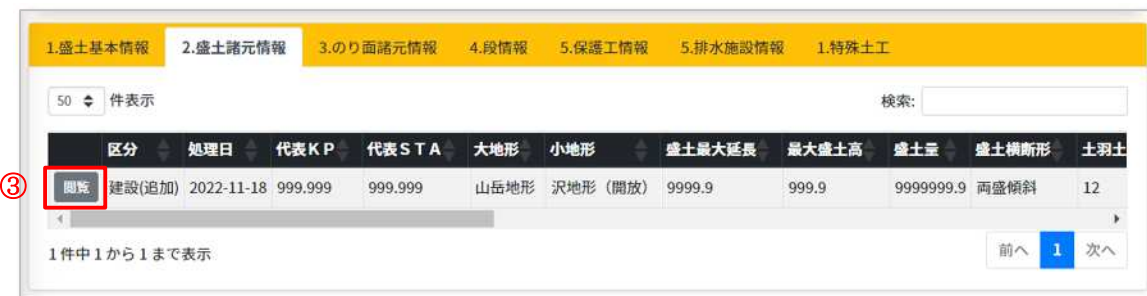 1.盛土基本情報 2.盛土諸元情報 3.のり面諸元情報 4.段情報 5.保護工情報 5.排水施設情報 1.特殊土工
50 件表示 検索:
区分 処理日 代表KP 代表STA 大地形 小地形 盛土最大延長 最大盛土高 盛土量 盛土横断形 土羽土
③ 閲覧 建設(追加) 2022-11-18 999.999 999.999 山岳地形 沢地形（開放） 9999.9 999.9 9999999.9 両盛傾斜 12
1件中1から1まで表示 前へ 1 次へ